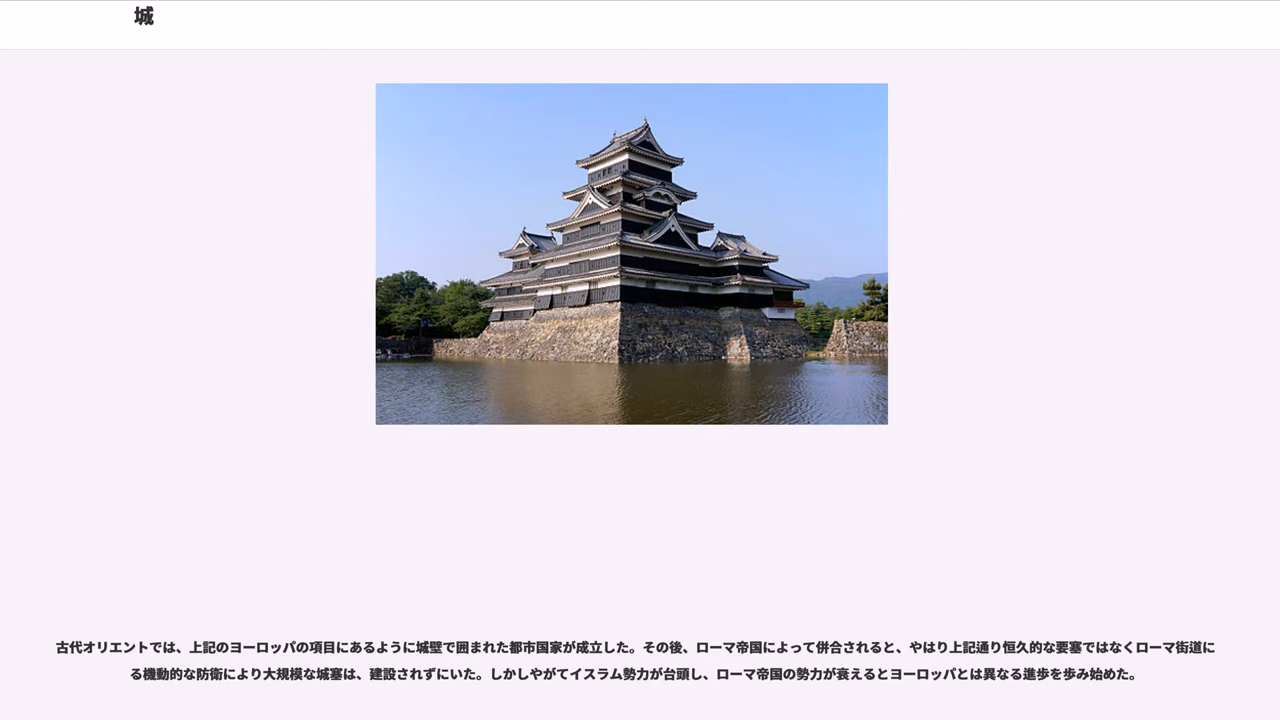 城
古代オリエントでは、上記のヨーロッパの項目にあるように城壁で囲まれた都市国家が成立した。その後、ローマ帝国によって併合されると、やはり上記通り恒久的な要塞ではなくローマ街道に
る機動的な防衛により大規模な城塞は、建設されずにいた。しかしやがてイスラム勢力が台頭し、ローマ帝国の勢力が衰えるとヨーロッパとは異なる進歩を歩み始めた。